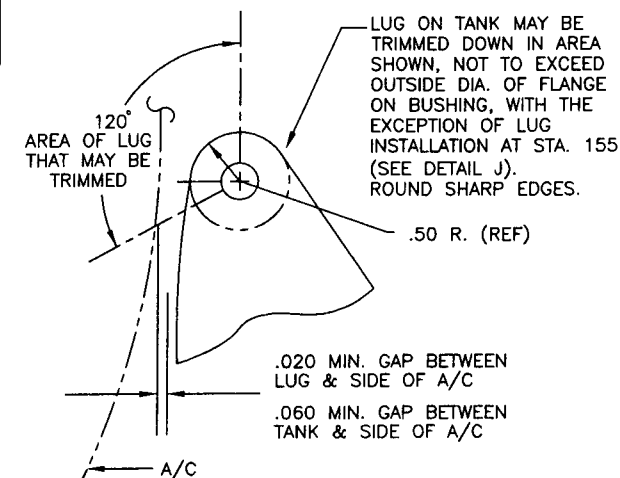 LUG ON TANK MAY BE
TRIMMED DOWN IN AREA
SHOWN, NOT TO EXCEED
OUTSIDE DIA. OF FLANGE
ON BUSHING, WITH THE
EXCEPTION OF LUG
INSTALLATION AT STA. 155
(SEE DETAIL J).
ROUND SHARP EDGES.
120°
AREA OF LUG
THAT MAY BE
TRIMMED
.50 R. (REF)
.020 MIN. GAP BETWEEN
LUG & SIDE OF A/C
.060 MIN. GAP BETWEEN
TANK & SIDE OF A/C
A/C